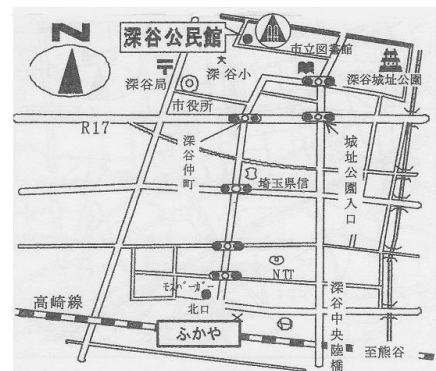 N
深谷公民館
市立図書館
大
深谷小
〒
深谷局
深谷城址公園
市役所
R17
深谷仲町
城址公園入口
埼玉県信
NTT
モスバーガー
高崎線
北口
ふかや
深谷中央陸橋
至熊谷